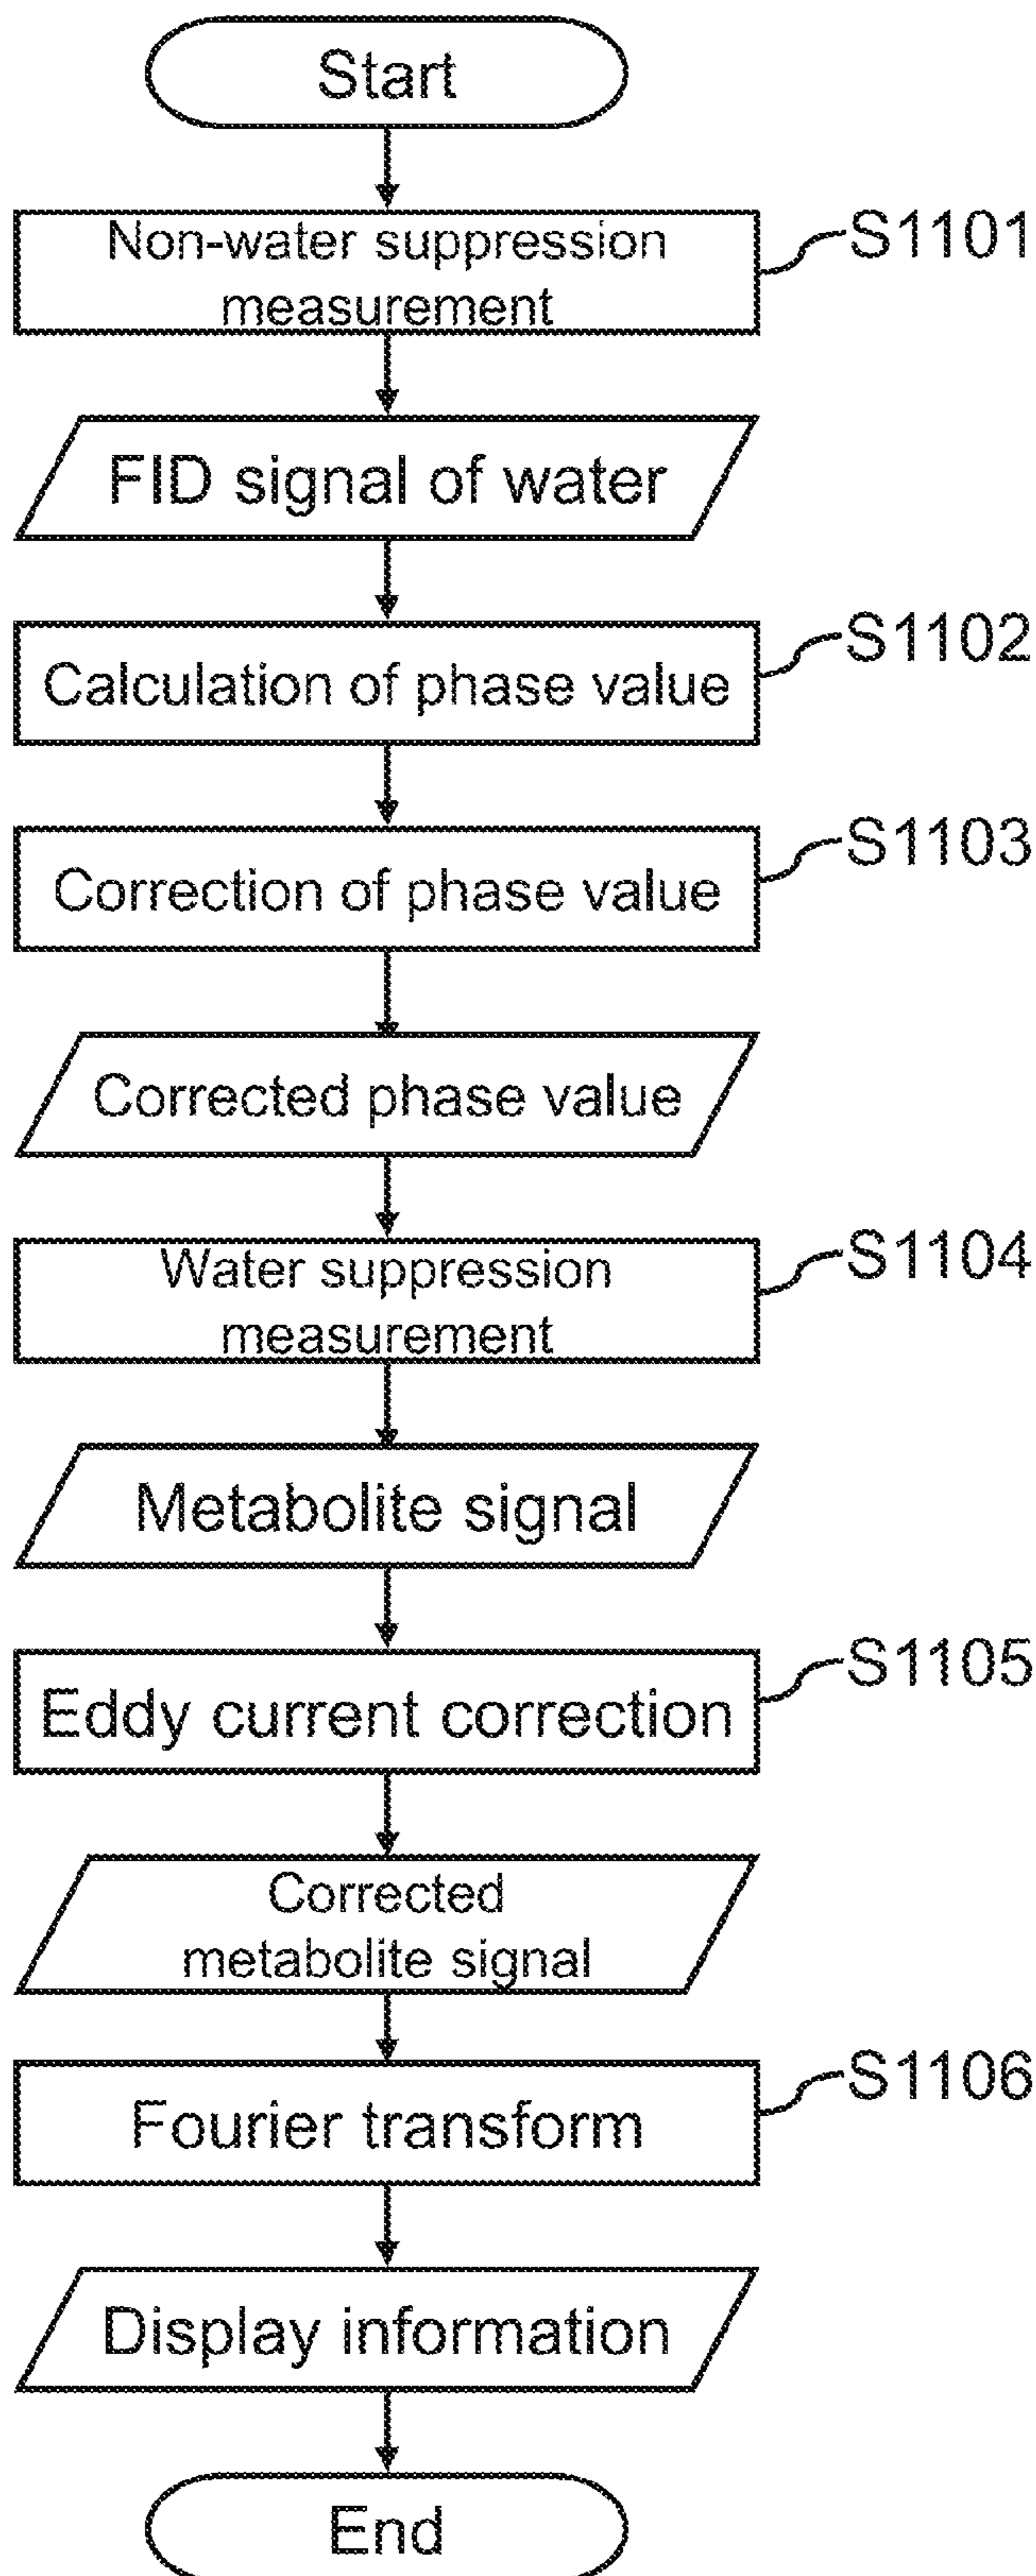 Start
Non-water suppression
measurement
S1101
FID signal of water
Calculation of phase value
S1102
Correction of phase value
S1103
Corrected phase value
Water suppression
measurement
S1104
Metabolite signal
Eddy current correction
S1105
Corrected
metabolite signal
Fourier transform
S1106
Display information
End